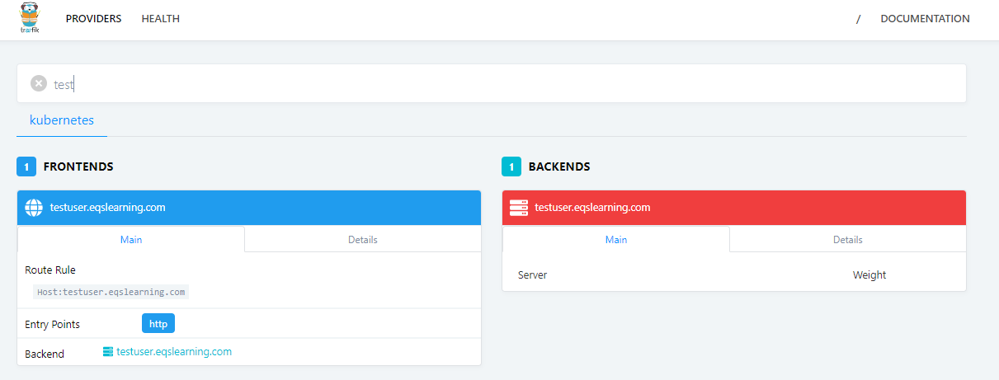 træfik
PROVIDERS
HEALTH
/
DOCUMENTATION
test
kubernetes
1 FRONTENDS
testuser.eqslearning.com
Main
Details
Route Rule
Host:testuser.eqslearning.com
Entry Points
http
Backend
testuser.eqslearning.com
1 BACKENDS
testuser.eqslearning.com
Main
Details
Server
Weight